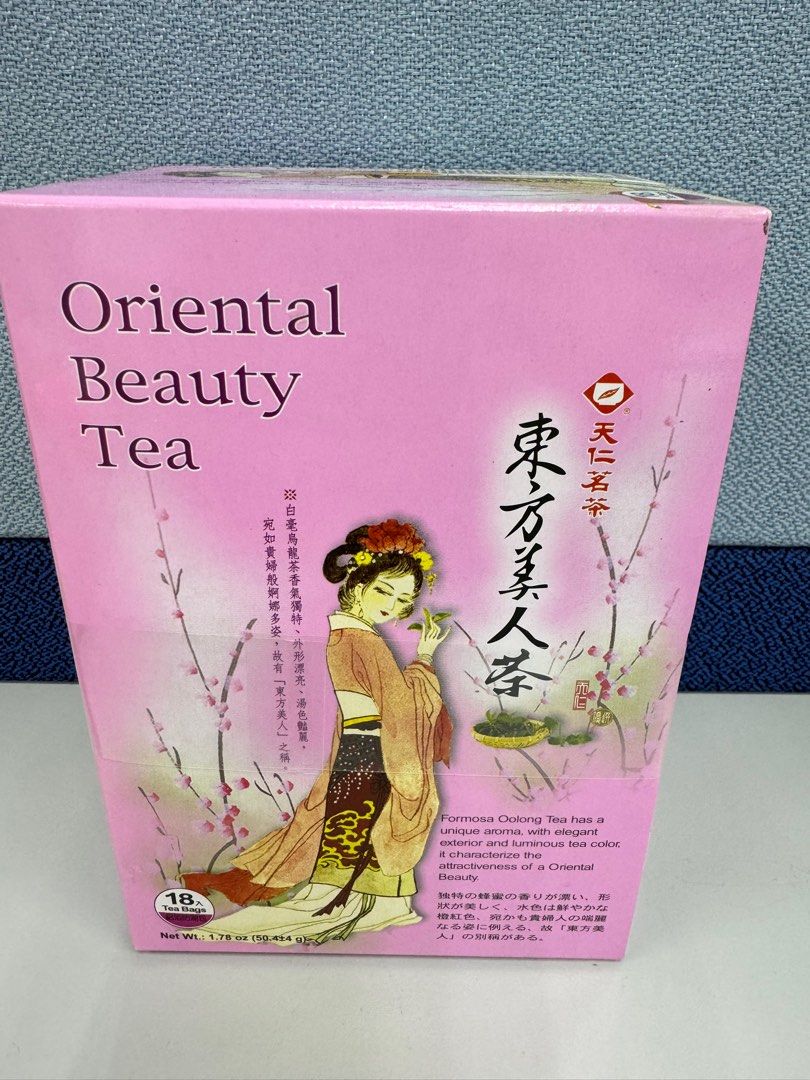 Oriental
Beauty
Tea
天仁茗茶
東方美人茶
※白毫烏龍茶香氣獨特、外形漂亮、湯色豔麗，
宛如貴婦般婀娜多姿，故有「東方美人」之稱。
天仁
Formosa Oolong Tea has a
unique aroma, with elegant
exterior and luminous tea color,
it characterize the
attractiveness of a Oriental
Beauty.
独特の蜂蜜の香りが漂い、形
狀が美しく、水色は鮮やかな
橙紅色、宛かも貴婦人の端麗
なる姿に例える、故「東方美
人」の別稱がある。
18入
Tea Bags
Net Wt.: 1.78 oz (50.4±4 g)